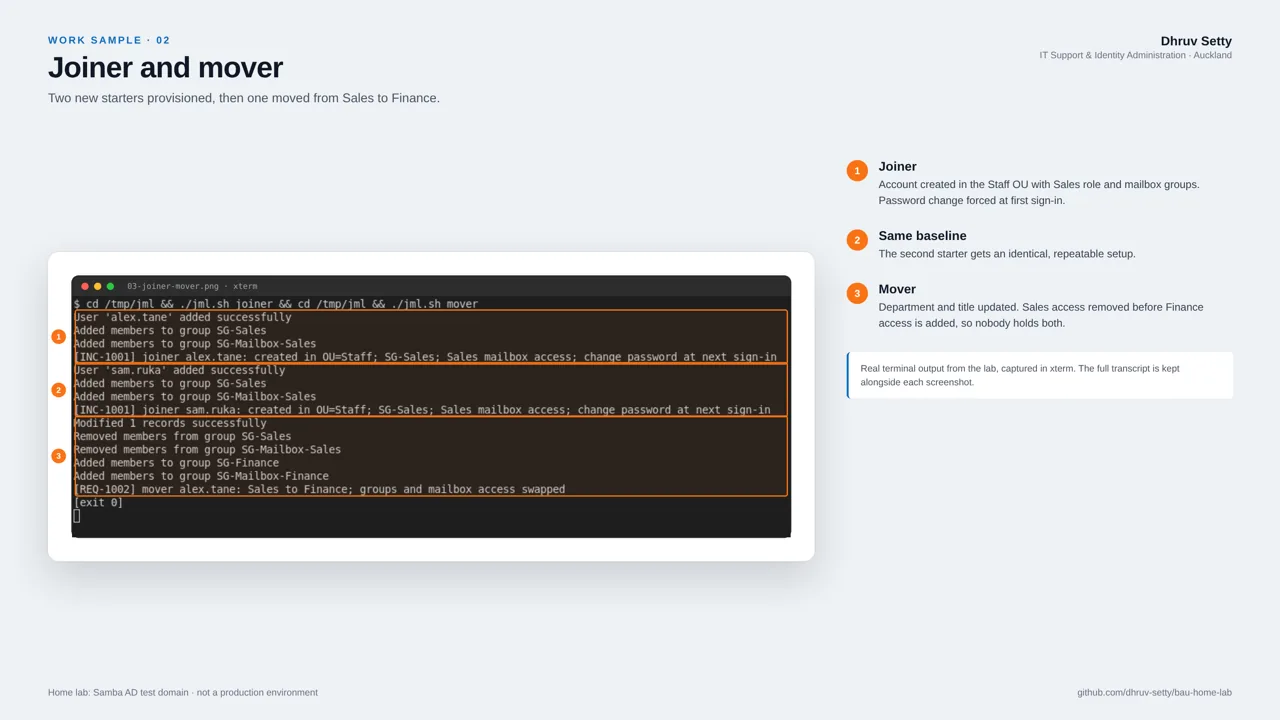 WORK SAMPLE · 02
Joiner and mover
Two new starters provisioned, then one moved from Sales to Finance.
Dhruv Setty
IT Support & Identity Administration · Auckland
03-joiner-mover.png · xterm
$ cd /tmp/jml && ./jml.sh joiner && cd /tmp/jml && ./jml.sh mover
User 'alex.tane' added successfully
Added members to group SG-Sales
Added members to group SG-Mailbox-Sales
[INC-1001] joiner alex.tane: created in OU=Staff; SG-Sales; Sales mailbox access; change password at next sign-in
User 'sam.ruka' added successfully
Added members to group SG-Sales
Added members to group SG-Mailbox-Sales
[INC-1001] joiner sam.ruka: created in OU=Staff; SG-Sales; Sales mailbox access; change password at next sign-in
Modified 1 records successfully
Removed members from group SG-Sales
Removed members from group SG-Mailbox-Sales
Added members to group SG-Finance
Added members to group SG-Mailbox-Finance
[REQ-1002] mover alex.tane: Sales to Finance; groups and mailbox access swapped
[exit 0]
1
2
3
1 Joiner
Account created in the Staff OU with Sales role and mailbox groups.
Password change forced at first sign-in.
2 Same baseline
The second starter gets an identical, repeatable setup.
3 Mover
Department and title updated. Sales access removed before Finance
access is added, so nobody holds both.
Real terminal output from the lab, captured in xterm. The full transcript is kept
alongside each screenshot.
Home lab: Samba AD test domain · not a production environment
github.com/dhruv-setty/bau-home-lab